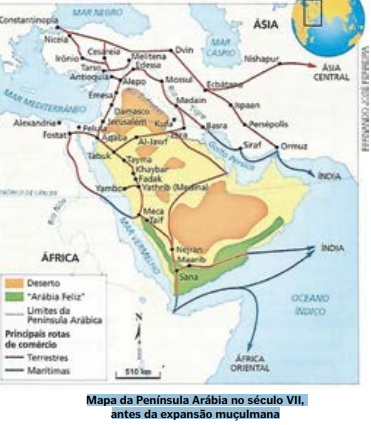 MAR NEGRO
Constantinopla
ÁSIA
Niceia
MAR
CÁSPIO
Dvin
Cesareia
Melitena
Nishapur
Icônio
Edessa
Tarso
ÁSIA
CENTRAL
Antioquia
Alepo
Mossul
Ecbátana
Emesa
MAR MEDITERRÂNEO
Madain
Ispaan
Damasco
Alexandria
Jerusalém
Kufa
Persépolis
Basra
Fostat
Aqaba
Al-Jawf
Siraf
Ormuz
Golfo Pérsico
Tabuk
Tayma
ÍNDIA
Khaybar
Fadak
Yambo
Yathrib (Medina)
Rio Nilo
MAR VERMELHO
Meca
Taif
ÁFRICA
Nejran
Maarib
ÍNDIA
Sana
Deserto
"Arábia Feliz"
Limites da
Península Arábica
Principais rotas
de comércio
Terrestres
Marítimas
N
510 km
OCEANO
ÍNDICO
ÁFRICA
ORIENTAL
Mapa da Península Arábia no século VII,
antes da expansão muçulmana